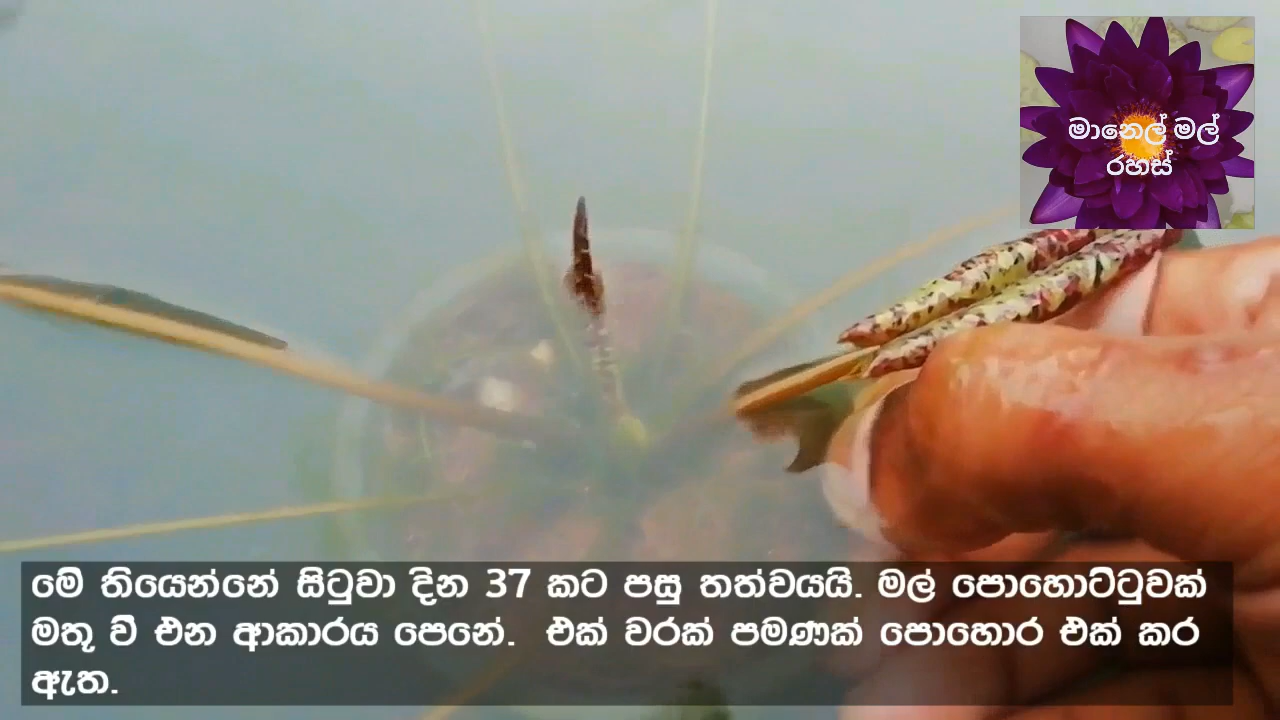 මානෙල් මල්
රහස්
මේ තියෙන්නේ සිටුවා දින 37 කට පසු තත්වයයි. මල් පොහොට්ටුවක්
මතූ වී එන ආකාරය පෙනේ. එක් වරක් පමණක් පොහොර එක් කර
ඇත.